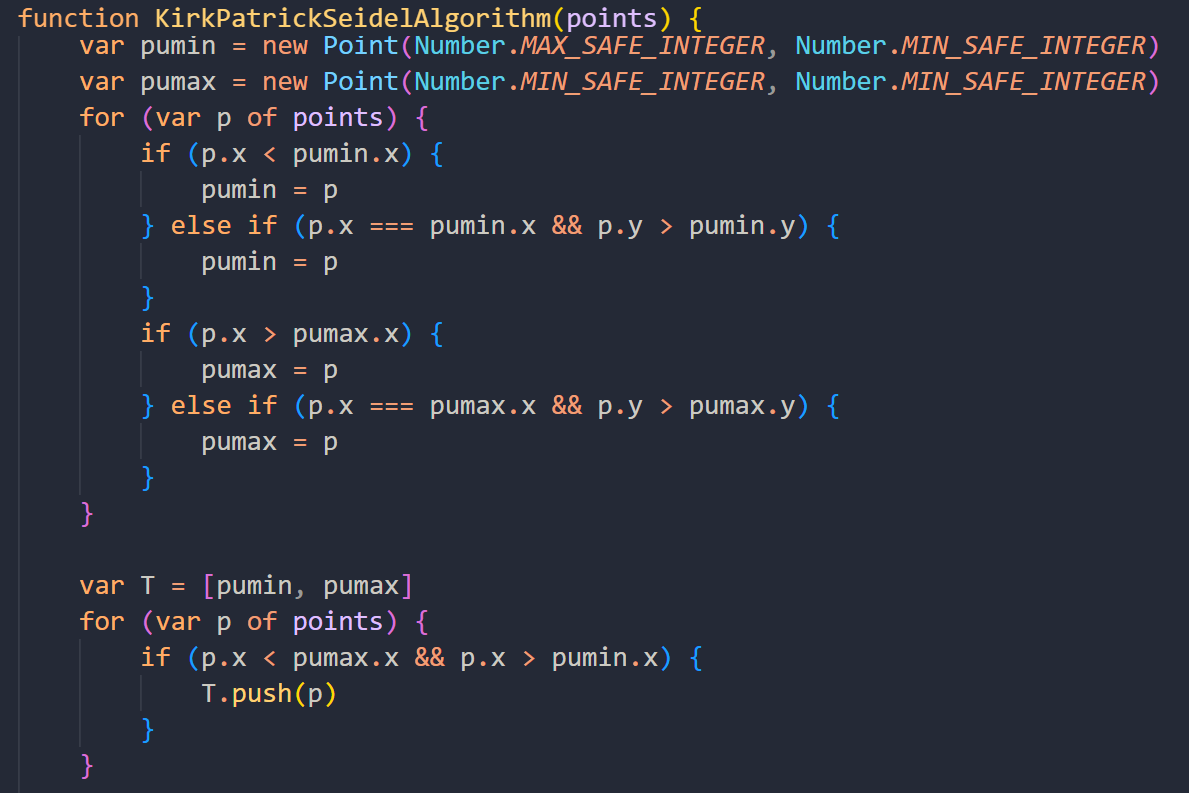 function KirkPatrickSeidelAlgorithm(points) {
    var pumin = new Point(Number.MAX_SAFE_INTEGER, Number.MIN_SAFE_INTEGER)
    var pumax = new Point(Number.MIN_SAFE_INTEGER, Number.MIN_SAFE_INTEGER)
    for (var p of points) {
        if (p.x < pumin.x) {
            pumin = p
        } else if (p.x === pumin.x && p.y > pumin.y) {
            pumin = p
        }
        if (p.x > pumax.x) {
            pumax = p
        } else if (p.x === pumax.x && p.y > pumax.y) {
            pumax = p
        }
    }

    var T = [pumin, pumax]
    for (var p of points) {
        if (p.x < pumax.x && p.x > pumin.x) {
            T.push(p)
        }
    }